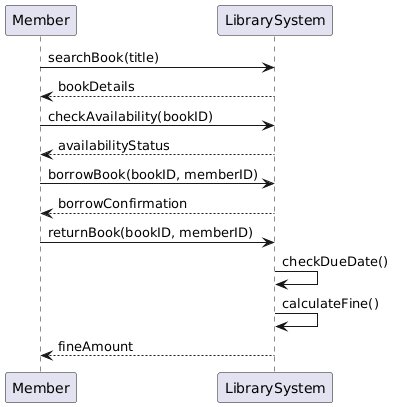 Member
LibrarySystem
searchBook(title)
bookDetails
checkAvailability(bookID)
availabilityStatus
borrowBook(bookID, memberID)
borrowConfirmation
returnBook(bookID, memberID)
checkDueDate()
calculateFine()
fineAmount
Member
LibrarySystem